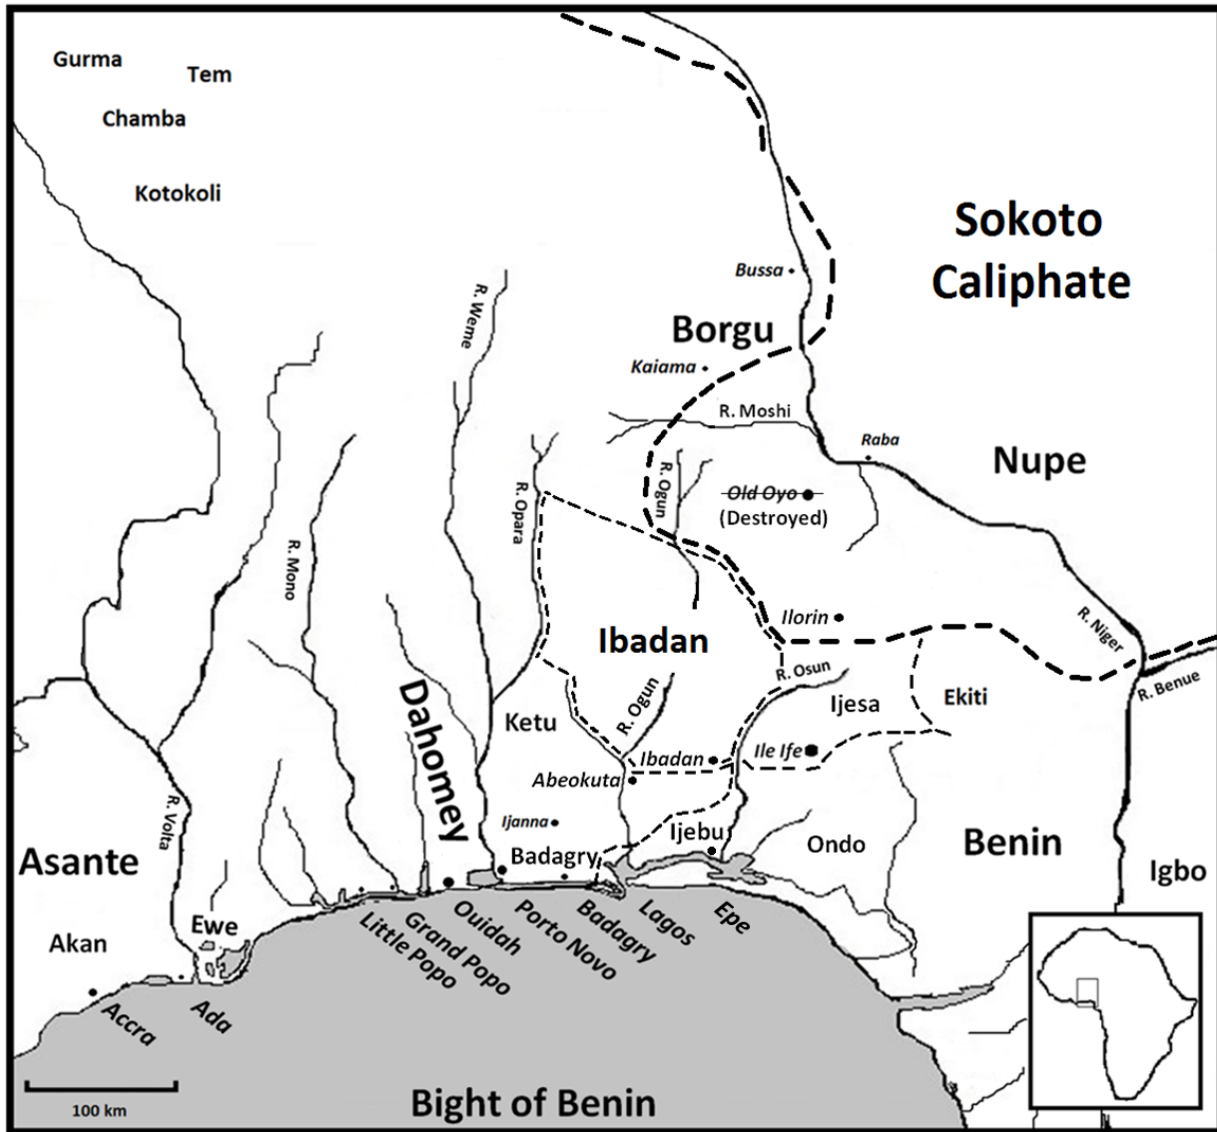 Gurma
Tem
Chamba
Kotokoli
Sokoto
Caliphate
Bussa
R. Weme
Borgu
Kaiama
R. Moshi
Raba
Nupe
R. Ogun
Old Oyo
(Destroyed)
R. Opara
R. Mono
Ilorin
R. Niger
Ibadan
R. Osun
R. Benue
Dahomey
Ketu
R. Ogun
Ijesa
Ekiti
Ibadan
Ile Ife
Abeokuta
R. Volta
Ijanna
Ijebu
Ondo
Benin
Asante
Badagry
Igbo
Ewe
Akan
Little Popo
Grand Popo
Ouidah
Porto Novo
Badagry
Lagos
Epe
Accra
Ada
100 km
Bight of Benin